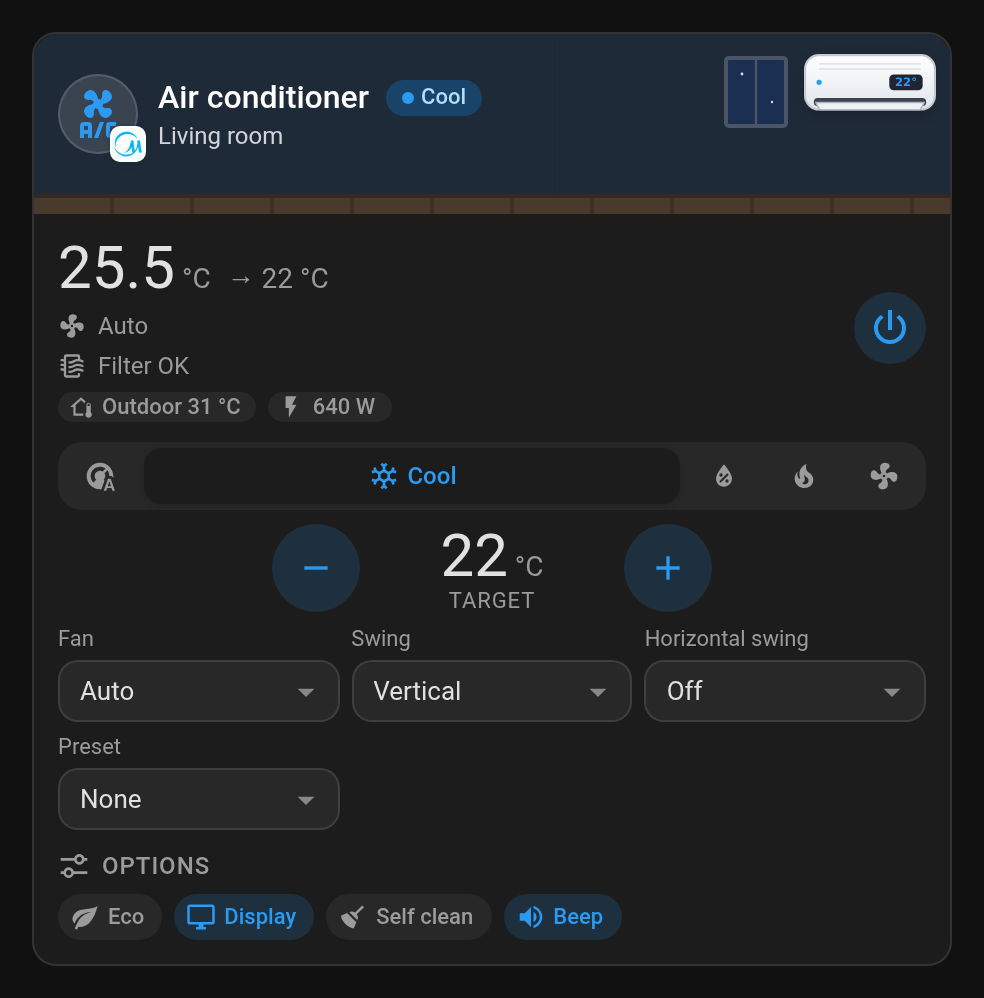 A/C
Air conditioner
Cool
Living room
22°
25.5 °C → 22 °C
Auto
Filter OK
Outdoor 31 °C
640 W
A
Cool
22 °C
TARGET
Fan
Swing
Horizontal swing
Auto
Vertical
Off
Preset
None
OPTIONS
Eco
Display
Self clean
Beep